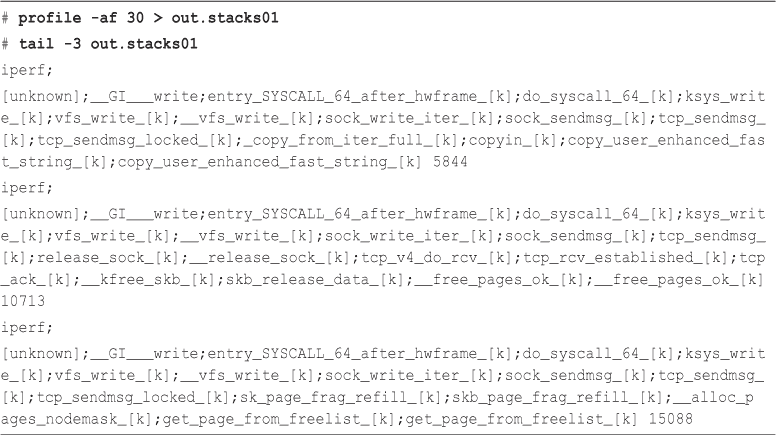 # profile -af 30 > out.stacks01
# tail -3 out.stacks01
iperf;
[unknown];__GI___write;entry_SYSCALL_64_after_hwframe_[k];do_syscall_64_[k];ksys_writ
e_[k];vfs_write_[k];__vfs_write_[k];sock_write_iter_[k];sock_sendmsg_[k];tcp_sendmsg_
[k];tcp_sendmsg_locked_[k];_copy_from_iter_full_[k];copyin_[k];copy_user_enhanced_fas
t_string_[k];copy_user_enhanced_fast_string_[k] 5844
iperf;
[unknown];__GI___write;entry_SYSCALL_64_after_hwframe_[k];do_syscall_64_[k];ksys_writ
e_[k];vfs_write_[k];__vfs_write_[k];sock_write_iter_[k];sock_sendmsg_[k];tcp_sendmsg_
[k];release_sock_[k];__release_sock_[k];tcp_v4_do_rcv_[k];tcp_rcv_established_[k];tcp
_ack_[k];__kfree_skb_[k];skb_release_data_[k];__free_pages_ok_[k];__free_pages_ok_[k]
10713
iperf;
[unknown];__GI___write;entry_SYSCALL_64_after_hwframe_[k];do_syscall_64_[k];ksys_writ
e_[k];vfs_write_[k];__vfs_write_[k];sock_write_iter_[k];sock_sendmsg_[k];tcp_sendmsg_
[k];tcp_sendmsg_locked_[k];sk_page_frag_refill_[k];skb_page_frag_refill_[k];__alloc_p
ages_nodemask_[k];get_page_from_freelist_[k];get_page_from_freelist_[k] 15088